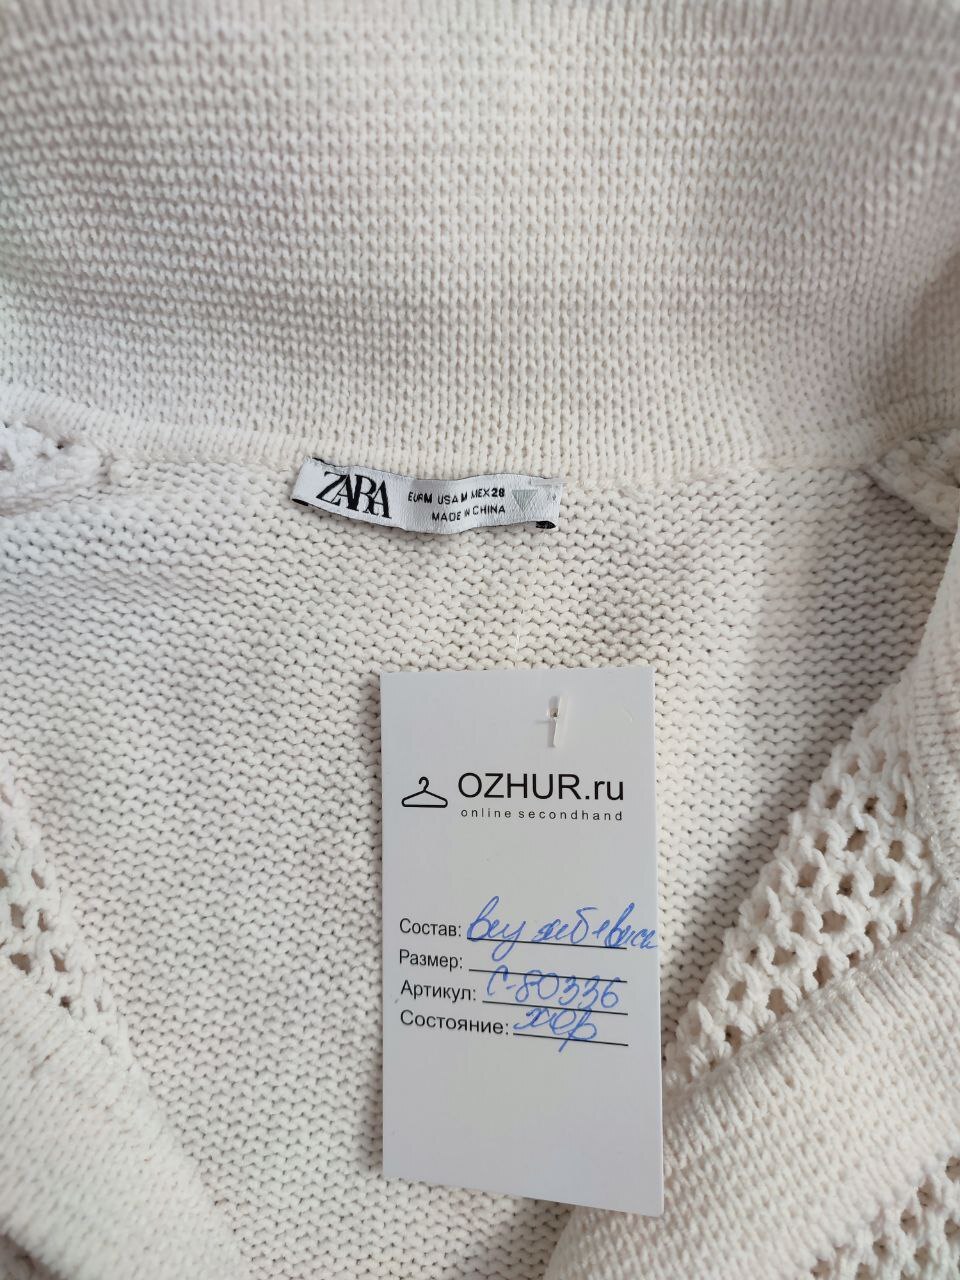 ZARA
EUR M USA M MEX 28
MADE IN CHINA
OZHUR.ru
online secondhand
Состав:
Размер:
Артикул: С-80336
Состояние: хор